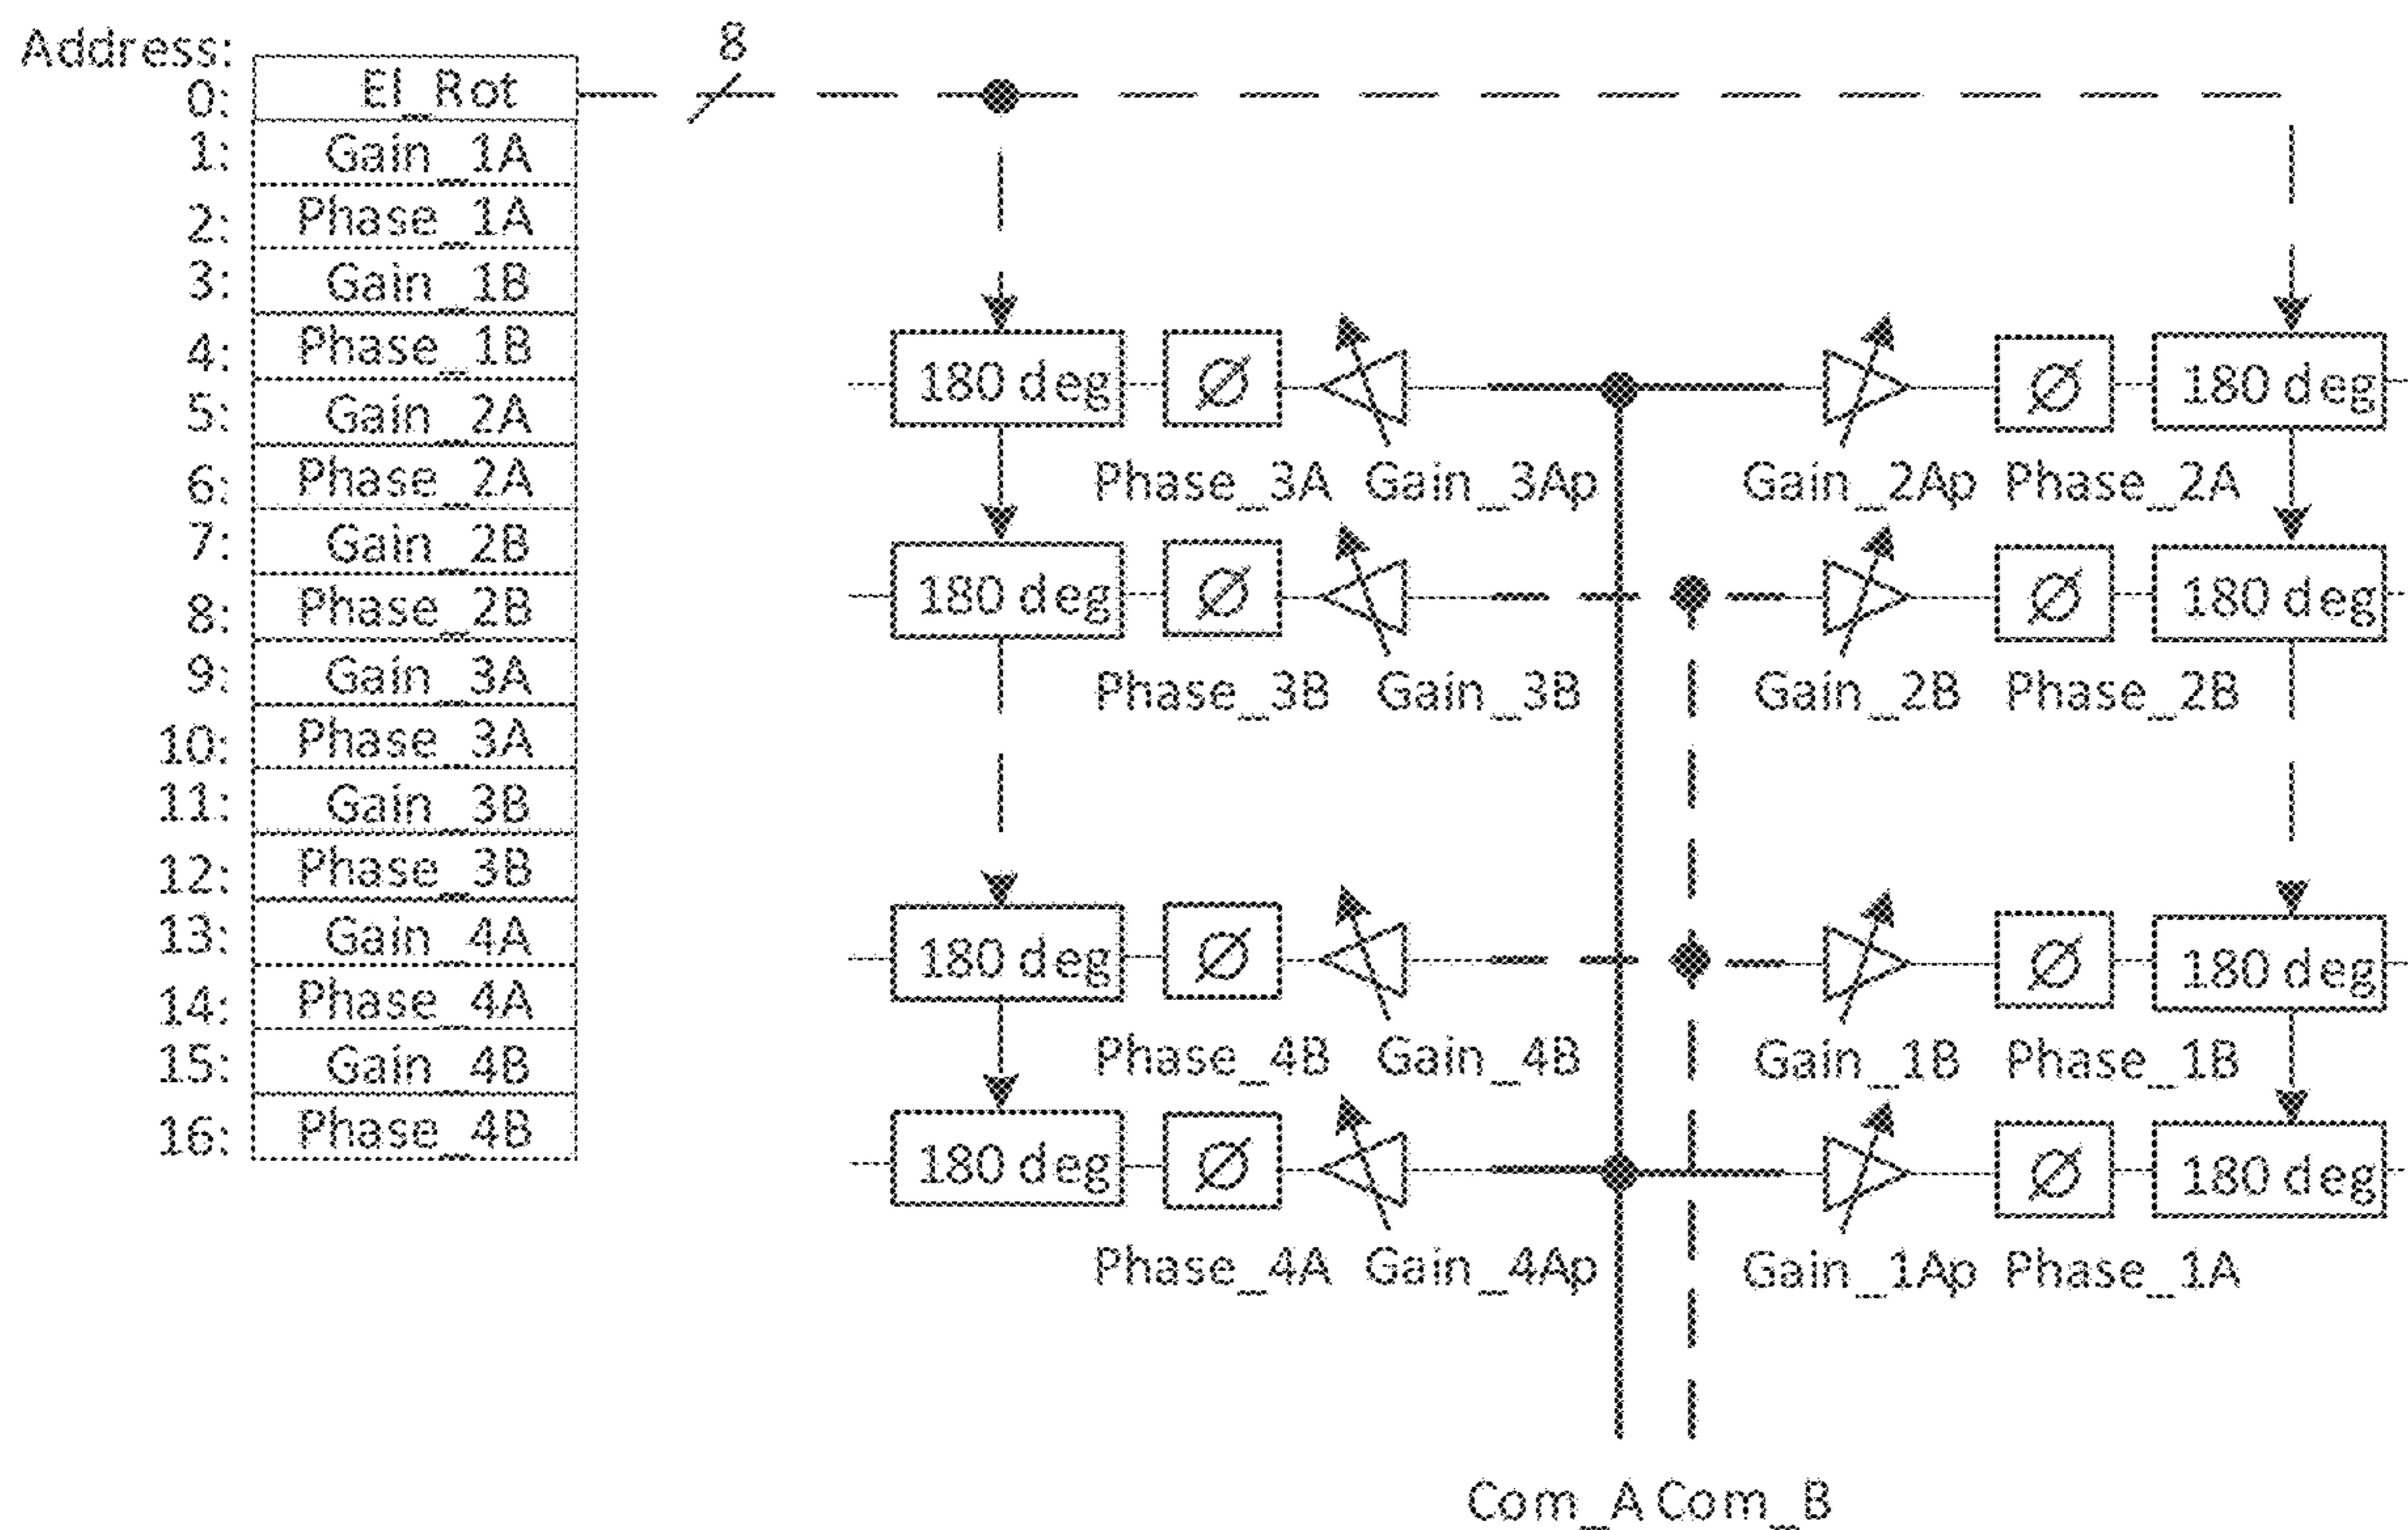 Address:
8
0: El_Rot
1: Gain_1A
2: Phase_1A
3: Gain_1B
4: Phase_1B
5: Gain_2A
6: Phase_2A
7: Gain_2B
8: Phase_2B
9: Gain_3A
10: Phase_3A
11: Gain_3B
12: Phase_3B
13: Gain_4A
14: Phase_4A
15: Gain_4B
16: Phase_4B
180 deg Ø Ø 180 deg
Phase_3A Gain_3Ap Gain_2Ap Phase_2A
180 deg Ø Ø 180 deg
Phase_3B Gain_3B Gain_2B Phase_2B
180 deg Ø Ø 180 deg
Phase_4B Gain_4B Gain_1B Phase_1B
180 deg Ø Ø 180 deg
Phase_4A Gain_4Ap Gain_1Ap Phase_1A
Com_A Com_B